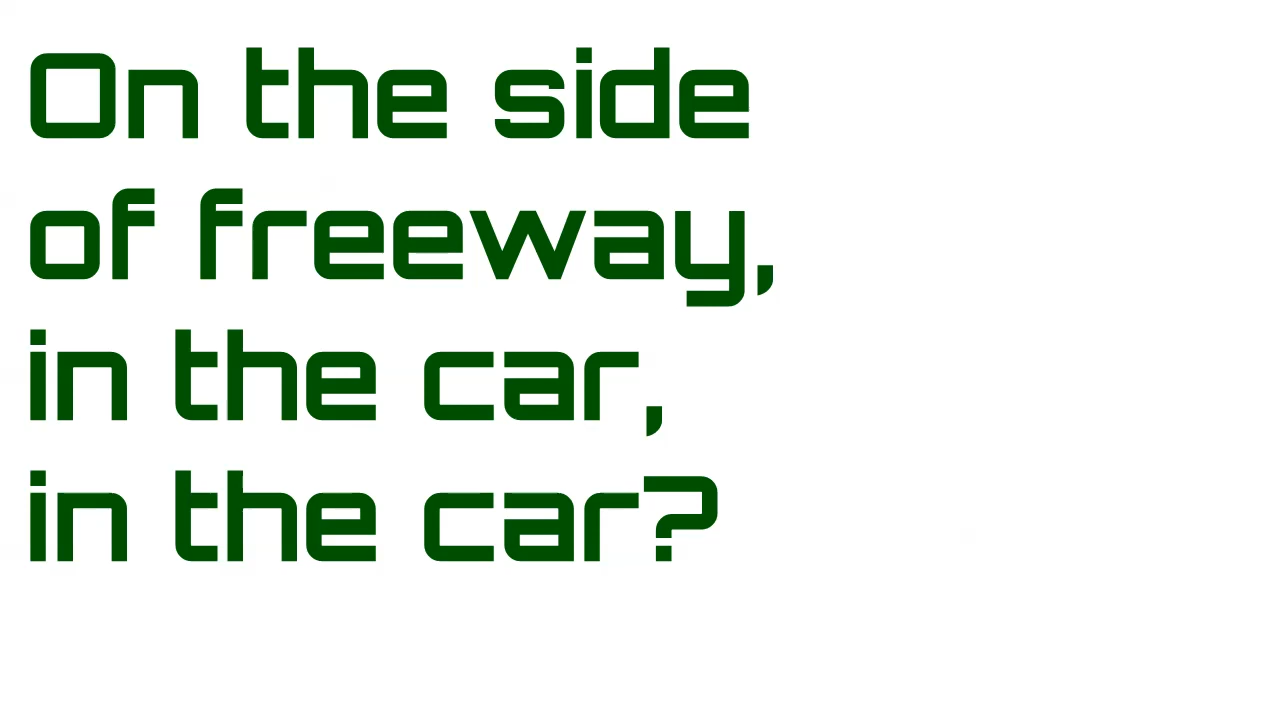 On the side
of freeway,
in the car,
in the car?